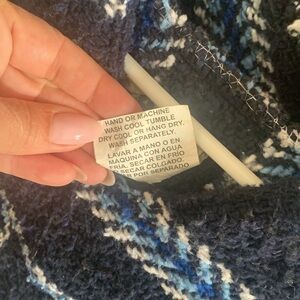 HAND OR MACHINE
WASH COOL TUMBLE
DRY COOL OR HANG DRY.
WASH SEPARATELY.
LAVAR A MANO O EN
MAQUINA CON AGUA
FRIA. SECAR EN FRIO
SECAR COLGADO.
POR SEPARADO